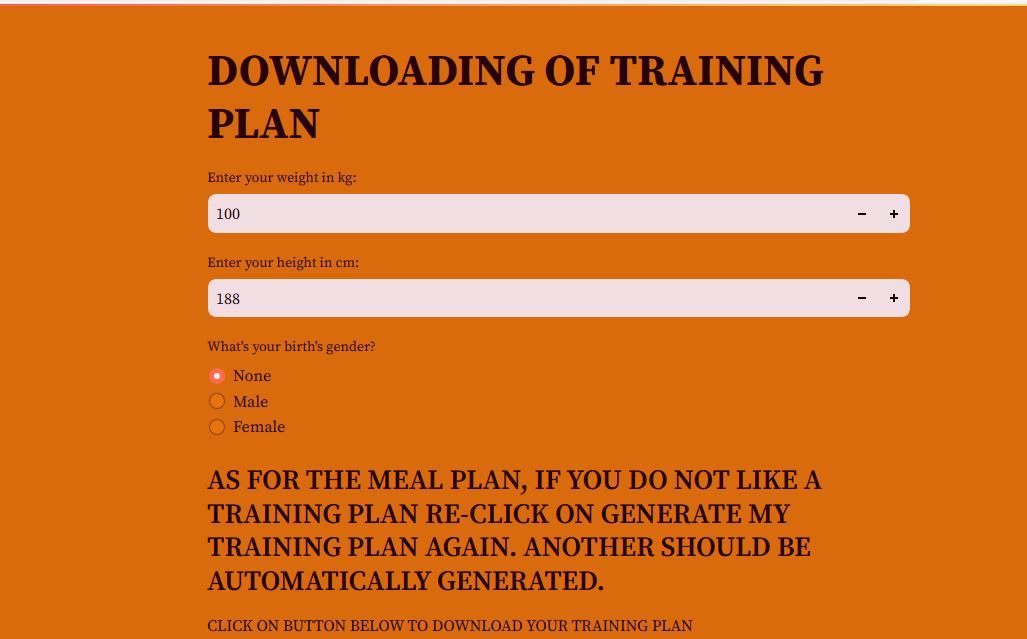 DOWNLOADING OF TRAINING
PLAN
Enter your weight in kg:
100
Enter your height in cm:
188
What's your birth's gender?
None
Male
Female
AS FOR THE MEAL PLAN, IF YOU DO NOT LIKE A
TRAINING PLAN RE-CLICK ON GENERATE MY
TRAINING PLAN AGAIN. ANOTHER SHOULD BE
AUTOMATICALLY GENERATED.
CLICK ON BUTTON BELOW TO DOWNLOAD YOUR TRAINING PLAN